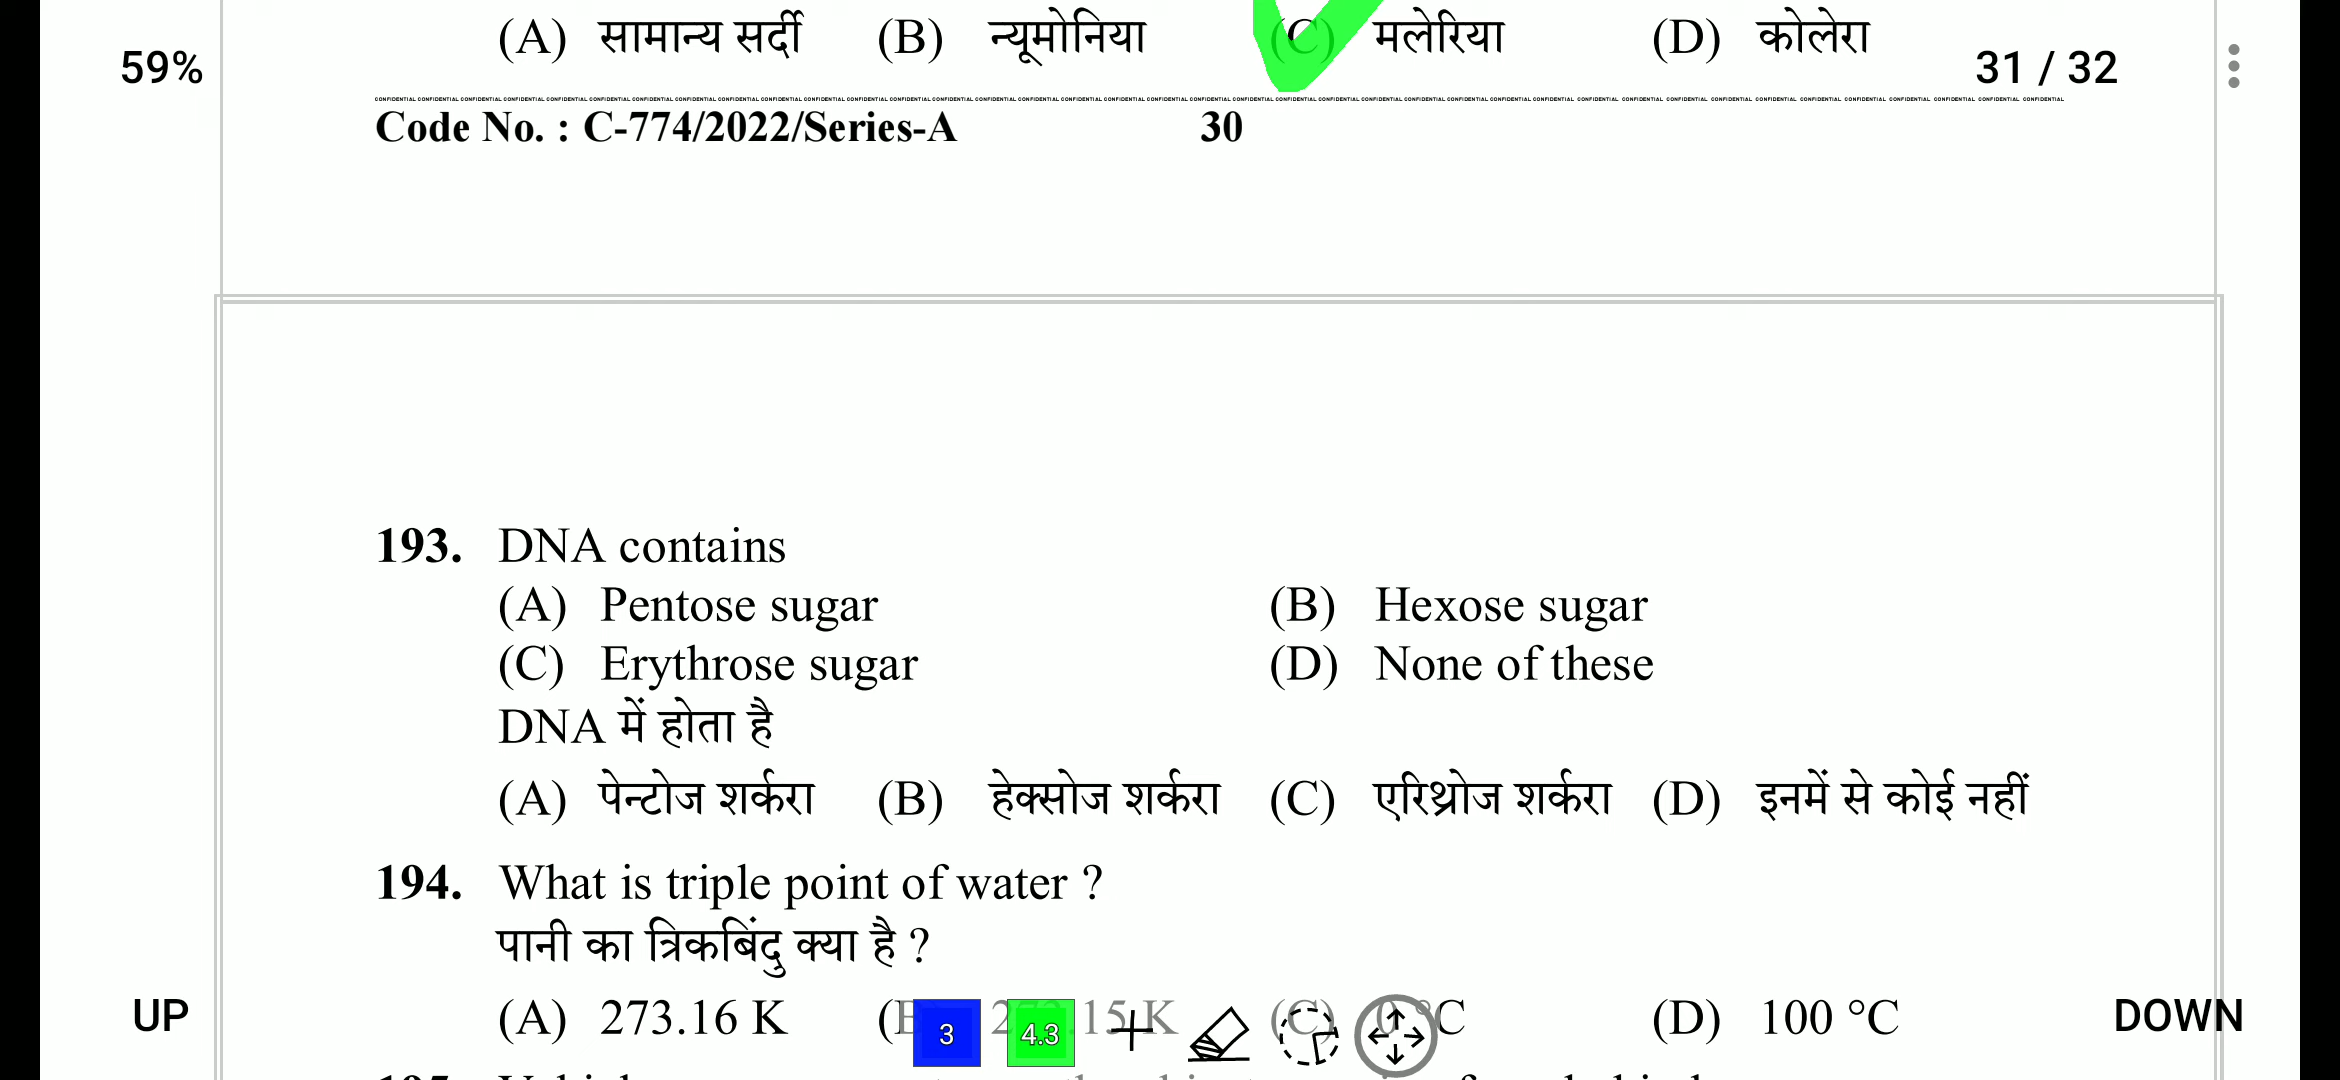 (A) सामान्य सर्दी (B) न्यूमोनिया (C) मलेरिया (D) कोलेरा
59%
31 / 32
Code No. : C-774/2022/Series-A 30
193. DNA contains
(A) Pentose sugar (B) Hexose sugar
(C) Erythrose sugar (D) None of these
DNA में होता है
(A) पेन्टोज शर्करा (B) हेक्सोज शर्करा (C) एरिथ्रोज शर्करा (D) इनमें से कोई नहीं
194. What is triple point of water ?
पानी का त्रिकबिंदु क्या है ?
UP
(A) 273.16 K (C) 0 °C (D) 100 °C
DOWN
3 4.3